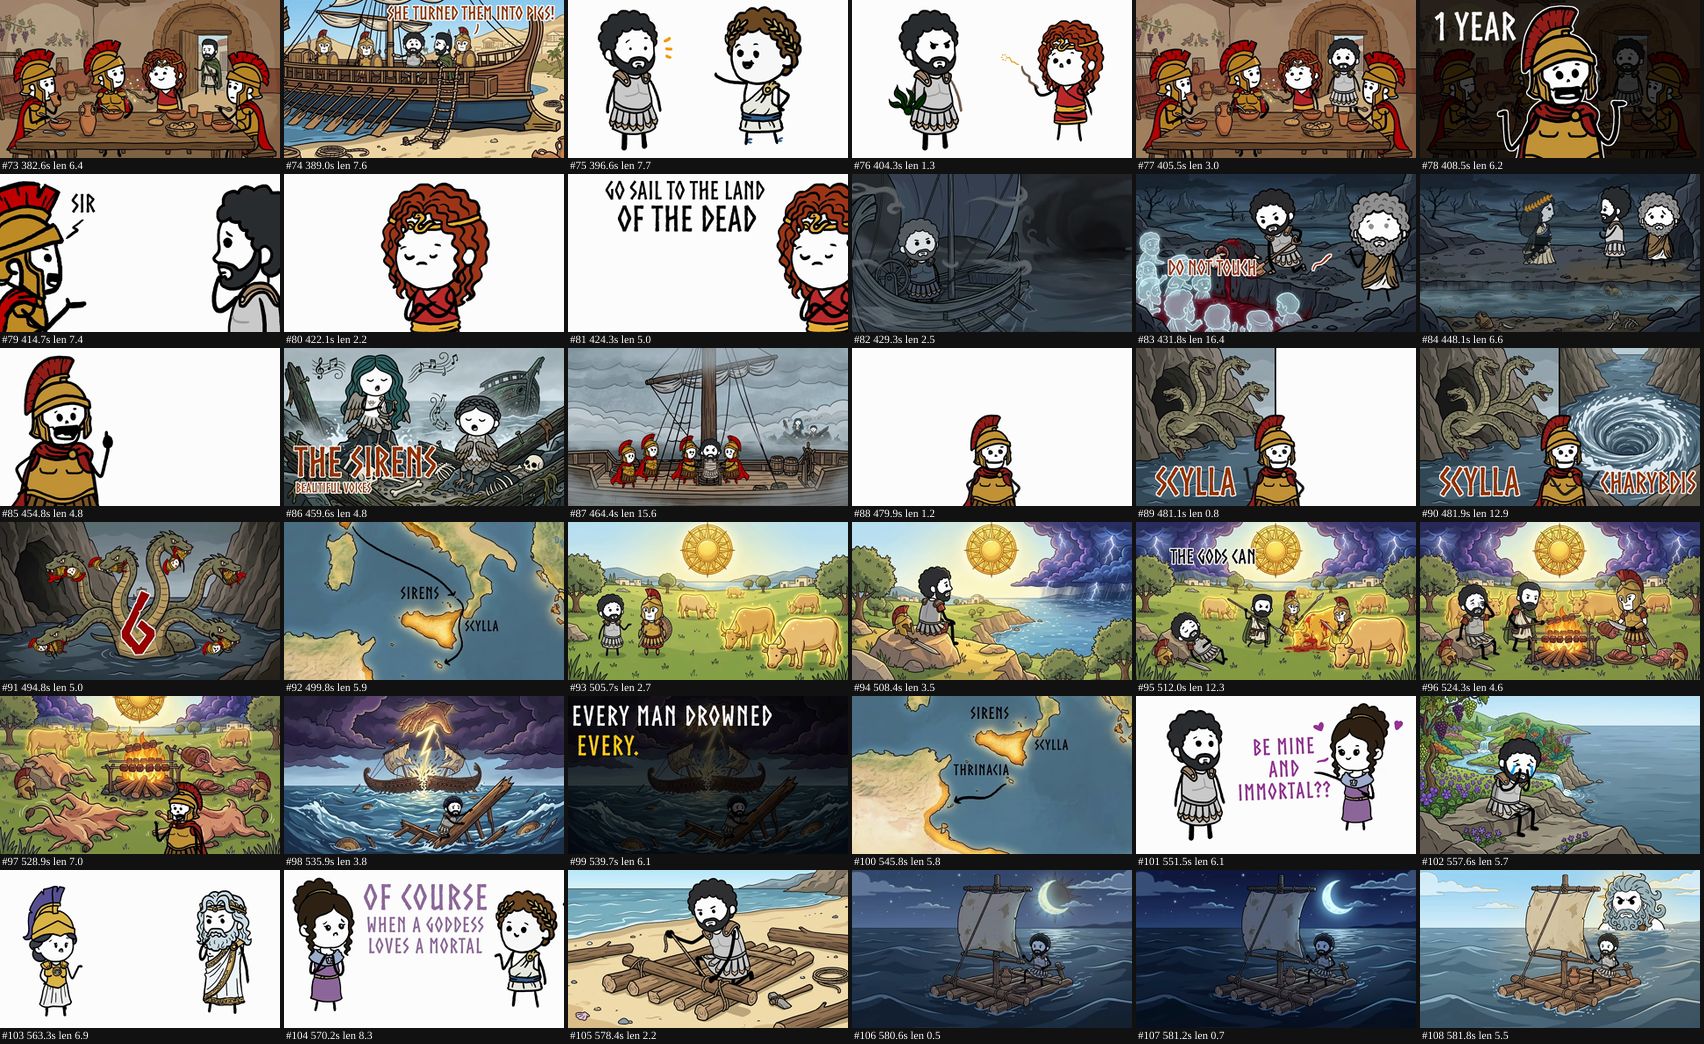 SHE TURNED THEM INTO PIGS!
1 YEAR
#73 382.6s len 6.4
#74 389.0s len 7.6
#75 396.6s len 7.7
#76 404.3s len 1.3
#77 405.5s len 3.0
#78 408.5s len 6.2
SIR
GO SAIL TO THE LAND
OF THE DEAD
DO NOT TOUCH
#79 414.7s len 7.4
#80 422.1s len 2.2
#81 424.3s len 5.0
#82 429.3s len 2.5
#83 431.8s len 16.4
#84 448.1s len 6.6
THE SIRENS
BEAUTIFUL VOICES
SCYLLA
SCYLLA
CHARYBDIS
#85 454.8s len 4.8
#86 459.6s len 4.8
#87 464.4s len 15.6
#88 479.9s len 1.2
#89 481.1s len 0.8
#90 481.9s len 12.9
6
SIRENS
SCYLLA
THE GODS CAN
#91 494.8s len 5.0
#92 499.8s len 5.9
#93 505.7s len 2.7
#94 508.4s len 3.5
#95 512.0s len 12.3
#96 524.3s len 4.6
EVERY MAN DROWNED
EVERY.
SIRENS
SCYLLA
THRINACIA
BE MINE
AND
IMMORTAL??
#97 528.9s len 7.0
#98 535.9s len 3.8
#99 539.7s len 6.1
#100 545.8s len 5.8
#101 551.5s len 6.1
#102 557.6s len 5.7
OF COURSE
WHEN A GODDESS
LOVES A MORTAL
#103 563.3s len 6.9
#104 570.2s len 8.3
#105 578.4s len 2.2
#106 580.6s len 0.5
#107 581.2s len 0.7
#108 581.8s len 5.5